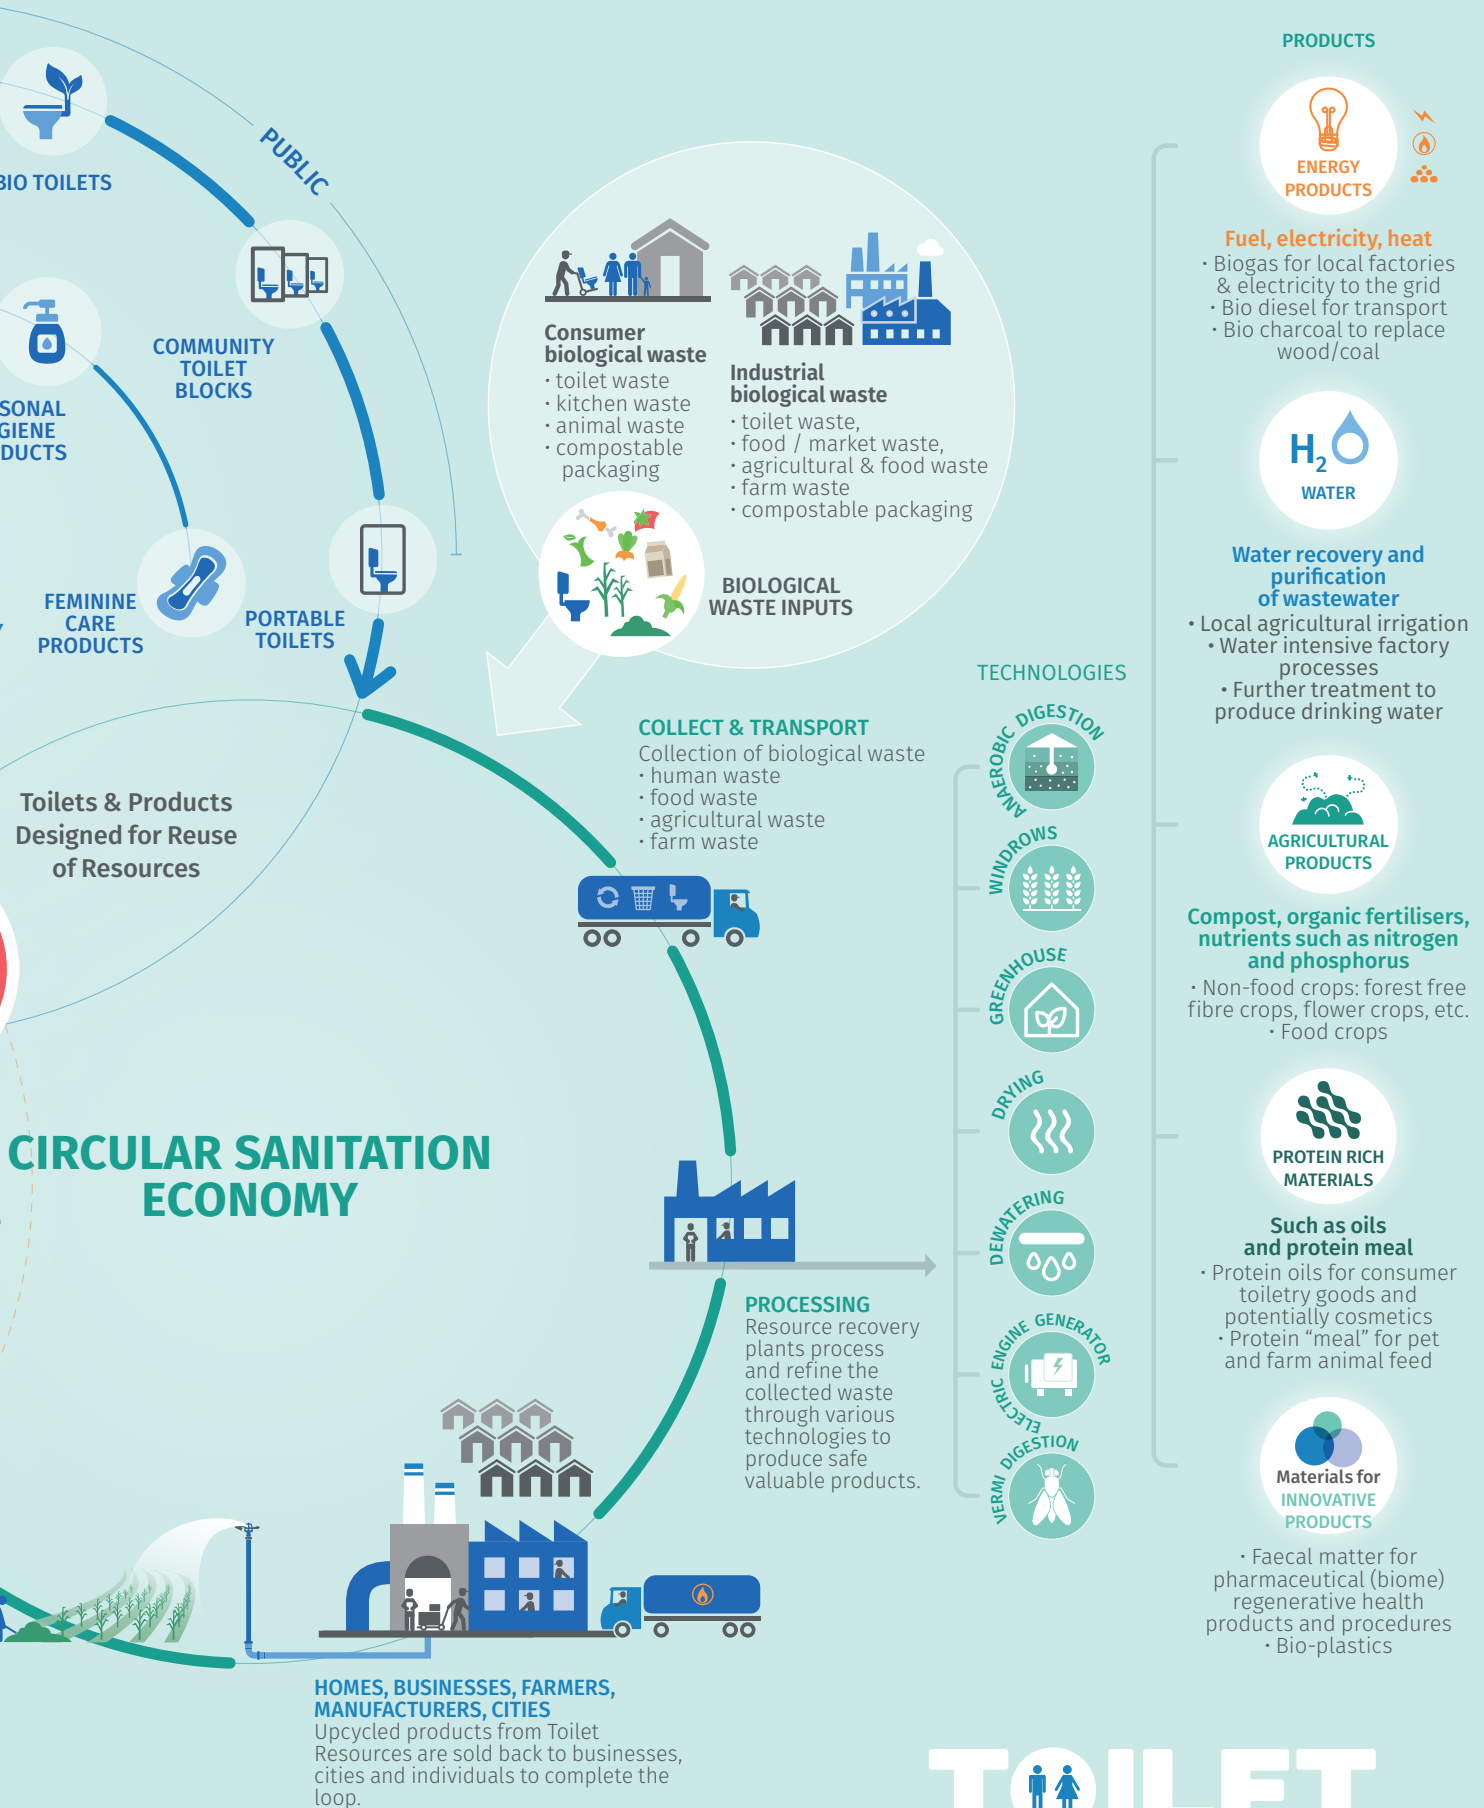 BIO TOILETS
PUBLIC
COMMUNITY
TOILET
BLOCKS
SONAL
GIENE
DUCTS
FEMININE
CARE
PRODUCTS
PORTABLE
TOILETS
Consumer
biological waste
· toilet waste
· kitchen waste
· animal waste
· compostable
packaging
Industrial
biological waste
· toilet waste,
· food / market waste,
· agricultural & food waste
· farm waste
· compostable packaging
BIOLOGICAL
WASTE INPUTS
Toilets & Products
Designed for Reuse
of Resources
COLLECT & TRANSPORT
Collection of biological waste
· human waste
· food waste
· agricultural waste
· farm waste
CIRCULAR SANITATION
ECONOMY
PROCESSING
Resource recovery
plants process
and refine the
collected waste
through various
technologies to
produce safe
valuable products.
HOMES, BUSINESSES, FARMERS,
MANUFACTURERS, CITIES
Upcycled products from Toilet
Resources are sold back to businesses,
cities and individuals to complete the
loop.
TECHNOLOGIES
ANAEROBIC DIGESTION
WINDROWS
GREENHOUSE
DRYING
DEWATERING
ELECTRIC ENGINE GENERATOR
VERMI DIGESTION
PRODUCTS
ENERGY
PRODUCTS
Fuel, electricity, heat
· Biogas for local factories
& electricity to the grid
· Bio diesel for transport
· Bio charcoal to replace
wood/coal
H2
WATER
Water recovery and
purification
of wastewater
· Local agricultural irrigation
· Water intensive factory
processes
· Further treatment to
produce drinking water
AGRICULTURAL
PRODUCTS
Compost, organic fertilisers,
nutrients such as nitrogen
and phosphorus
· Non-food crops: forest free
fibre crops, flower crops, etc.
· Food crops
PROTEIN RICH
MATERIALS
Such as oils
and protein meal
· Protein oils for consumer
toiletry goods and
potentially cosmetics
· Protein “meal” for pet
and farm animal feed
Materials for
INNOVATIVE
PRODUCTS
· Faecal matter for
pharmaceutical (biome)
regenerative health
products and procedures
· Bio-plastics
TOILET